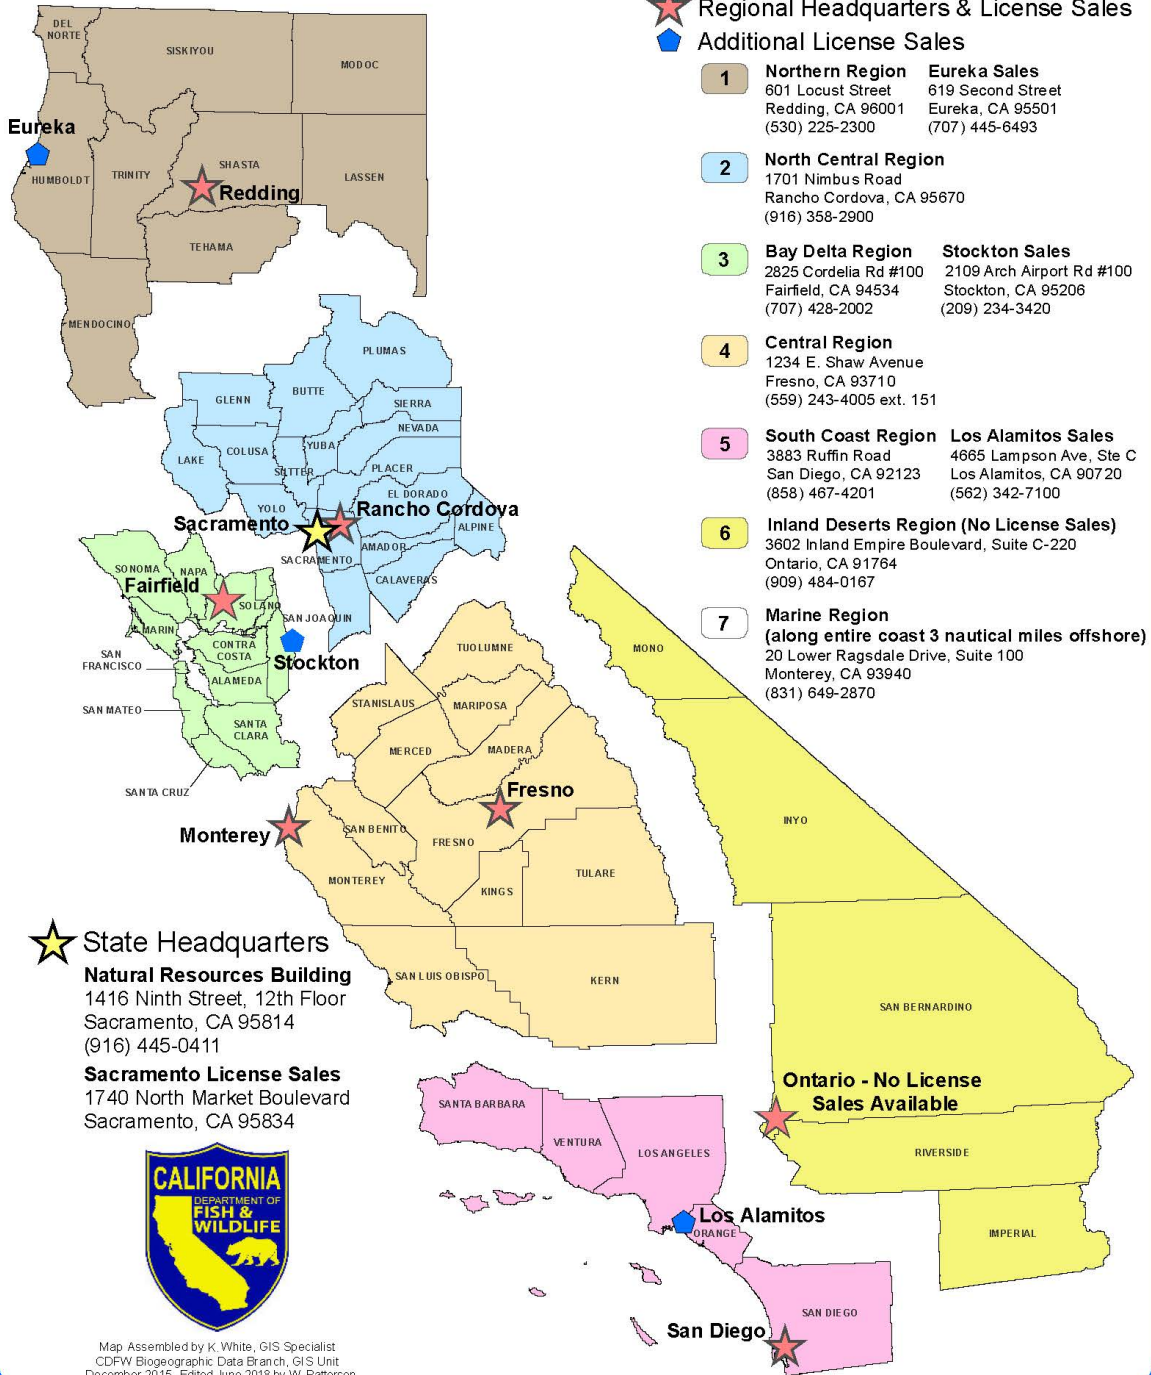 Regional Headquarters & License Sales
Additional License Sales
1
Northern Region
601 Locust Street
Redding, CA 96001
(530) 225-2300
Eureka Sales
619 Second Street
Eureka, CA 95501
(707) 445-6493
2
North Central Region
1701 Nimbus Road
Rancho Cordova, CA 95670
(916) 358-2900
3
Bay Delta Region
2825 Cordelia Rd #100
Fairfield, CA 94534
(707) 428-2002
Stockton Sales
2109 Arch Airport Rd #100
Stockton, CA 95206
(209) 234-3420
4
Central Region
1234 E. Shaw Avenue
Fresno, CA 93710
(559) 243-4005 ext. 151
5
South Coast Region
3883 Ruffin Road
San Diego, CA 92123
(858) 467-4201
Los Alamitos Sales
4665 Lampson Ave, Ste C
Los Alamitos, CA 90720
(562) 342-7100
6
Inland Deserts Region (No License Sales)
3602 Inland Empire Boulevard, Suite C-220
Ontario, CA 91764
(909) 484-0167
7
Marine Region
(along entire coast 3 nautical miles offshore)
20 Lower Ragsdale Drive, Suite 100
Monterey, CA 93940
(831) 649-2870
DEL
NORTE
SISKIYOU
MODOC
Eureka
HUMBOLDT
TRINITY
SHASTA
Redding
LASSEN
TEHAMA
MENDOCINO
PLUMAS
BUTTE
GLENN
SIERRA
NEVADA
YUBA
COLUSA
LAKE
SUTTER
PLACER
EL DORADO
YOLO
Rancho Cordova
Sacramento
ALPINE
AMADOR
SACRAMENTO
CALAVERAS
SONOMA
NAPA
Fairfield
SOLANO
SAN JOAQUIN
MARIN
CONTRA
COSTA
SAN
FRANCISCO
Stockton
ALAMEDA
SAN MATEO
SANTA
CLARA
SANTA CRUZ
TUOLUMNE
STANISLAUS
MARIPOSA
MERCED
MADERA
Fresno
Monterey
SAN BENITO
FRESNO
MONTEREY
KINGS
TULARE
SAN LUIS OBISPO
KERN
MONO
INYO
SAN BERNARDINO
Ontario - No License
Sales Available
RIVERSIDE
IMPERIAL
SANTA BARBARA
VENTURA
LOS ANGELES
Los Alamitos
ORANGE
SAN DIEGO
San Diego
State Headquarters
Natural Resources Building
1416 Ninth Street, 12th Floor
Sacramento, CA 95814
(916) 445-0411
Sacramento License Sales
1740 North Market Boulevard
Sacramento, CA 95834
CALIFORNIA
DEPARTMENT OF
FISH &
WILDLIFE
Map Assembled by K. White, GIS Specialist
CDFW Biogeographic Data Branch, GIS Unit
December 2015, Edited June 2018 by W. Patterson